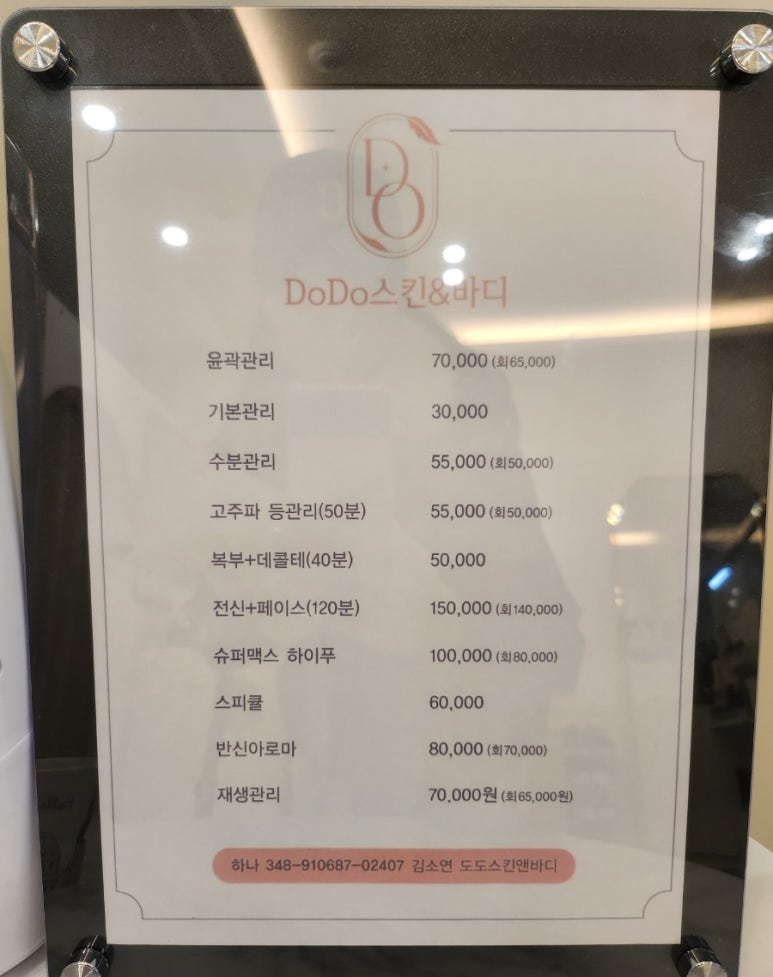 DO
DoDo스킨&바디
윤곽관리 70,000 (회65,000)
기본관리 30,000
수분관리 55,000 (회50,000)
고주파 등관리(50분) 55,000 (회50,000)
복부+데콜테(40분) 50,000
전신+페이스(120분) 150,000 (회140,000)
슈퍼맥스 하이푸 100,000 (회80,000)
스피큘 60,000
반신아로마 80,000 (회70,000)
재생관리 70,000원 (회65,000원)
하나 348-910687-02407 김소연 도도스킨앤바디